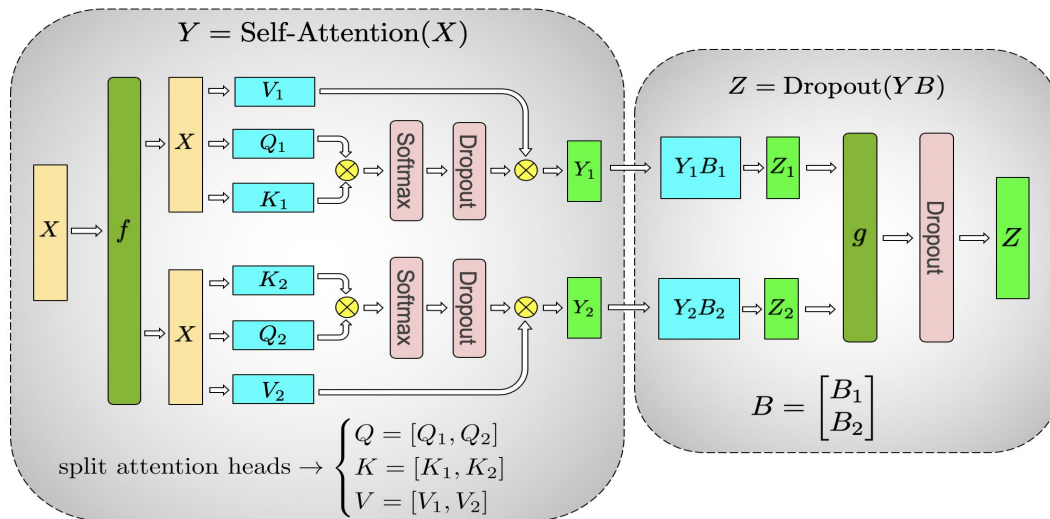 Y = Self-Attention(X)
X
f
X
V₁
Q₁
K₁
Softmax
Dropout
Y₁
X
K₂
Q₂
V₂
Softmax
Dropout
Y₂
split attention heads → { Q = [Q₁, Q₂]
K = [K₁, K₂]
V = [V₁, V₂]
Z = Dropout(YB)
Y₁B₁
Z₁
Y₂B₂
Z₂
g
Dropout
Z
B = [B₁
B₂]